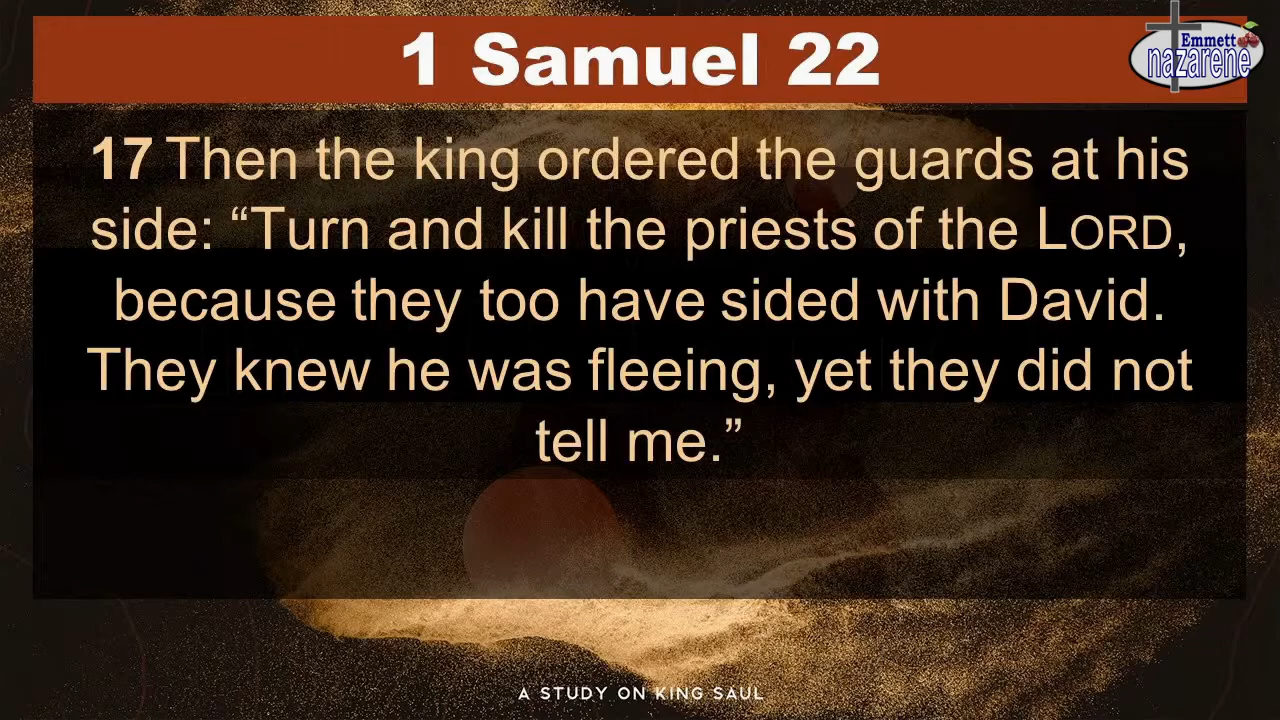 1 Samuel 22
Emmett
nazarene
17 Then the king ordered the guards at his
side: “Turn and kill the priests of the LORD,
because they too have sided with David.
They knew he was fleeing, yet they did not
tell me.”
A STUDY ON KING SAUL